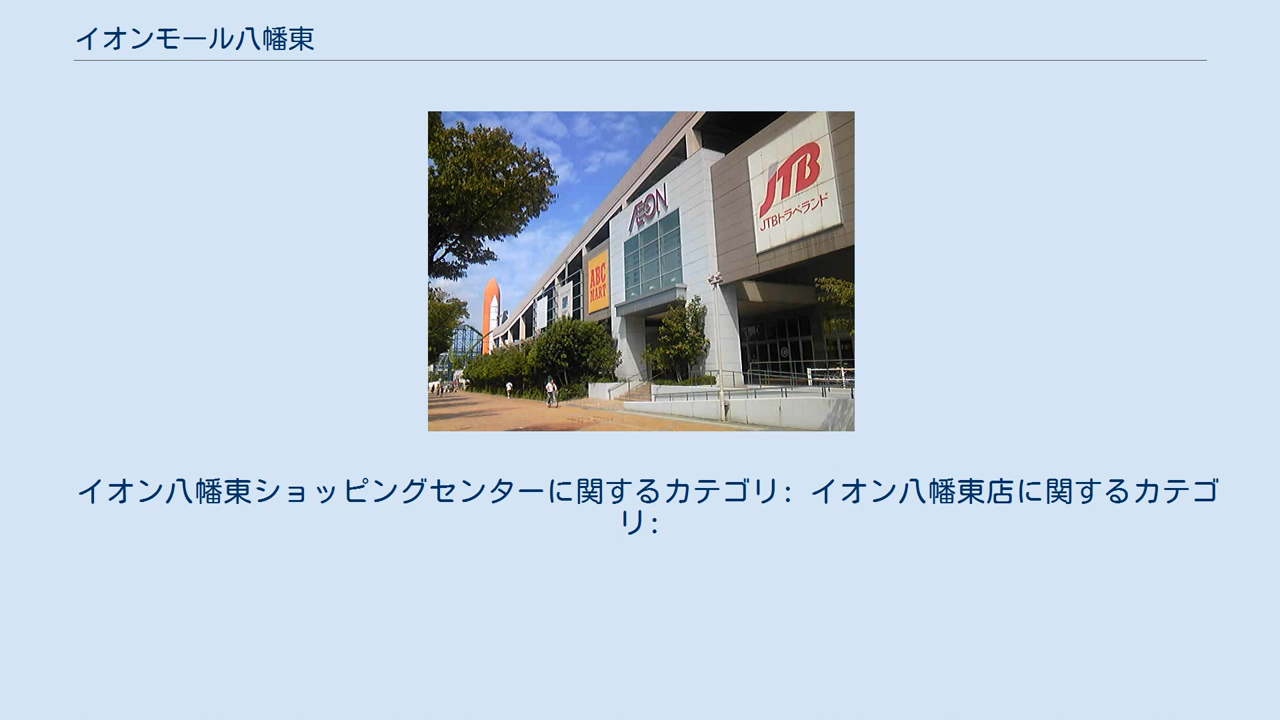 イオンモール八幡東
JTB
JTBトラベランド
AEON
ABC
MART
イオン八幡東ショッピングセンターに関するカテゴリ: イオン八幡東店に関するカテゴ
リ: